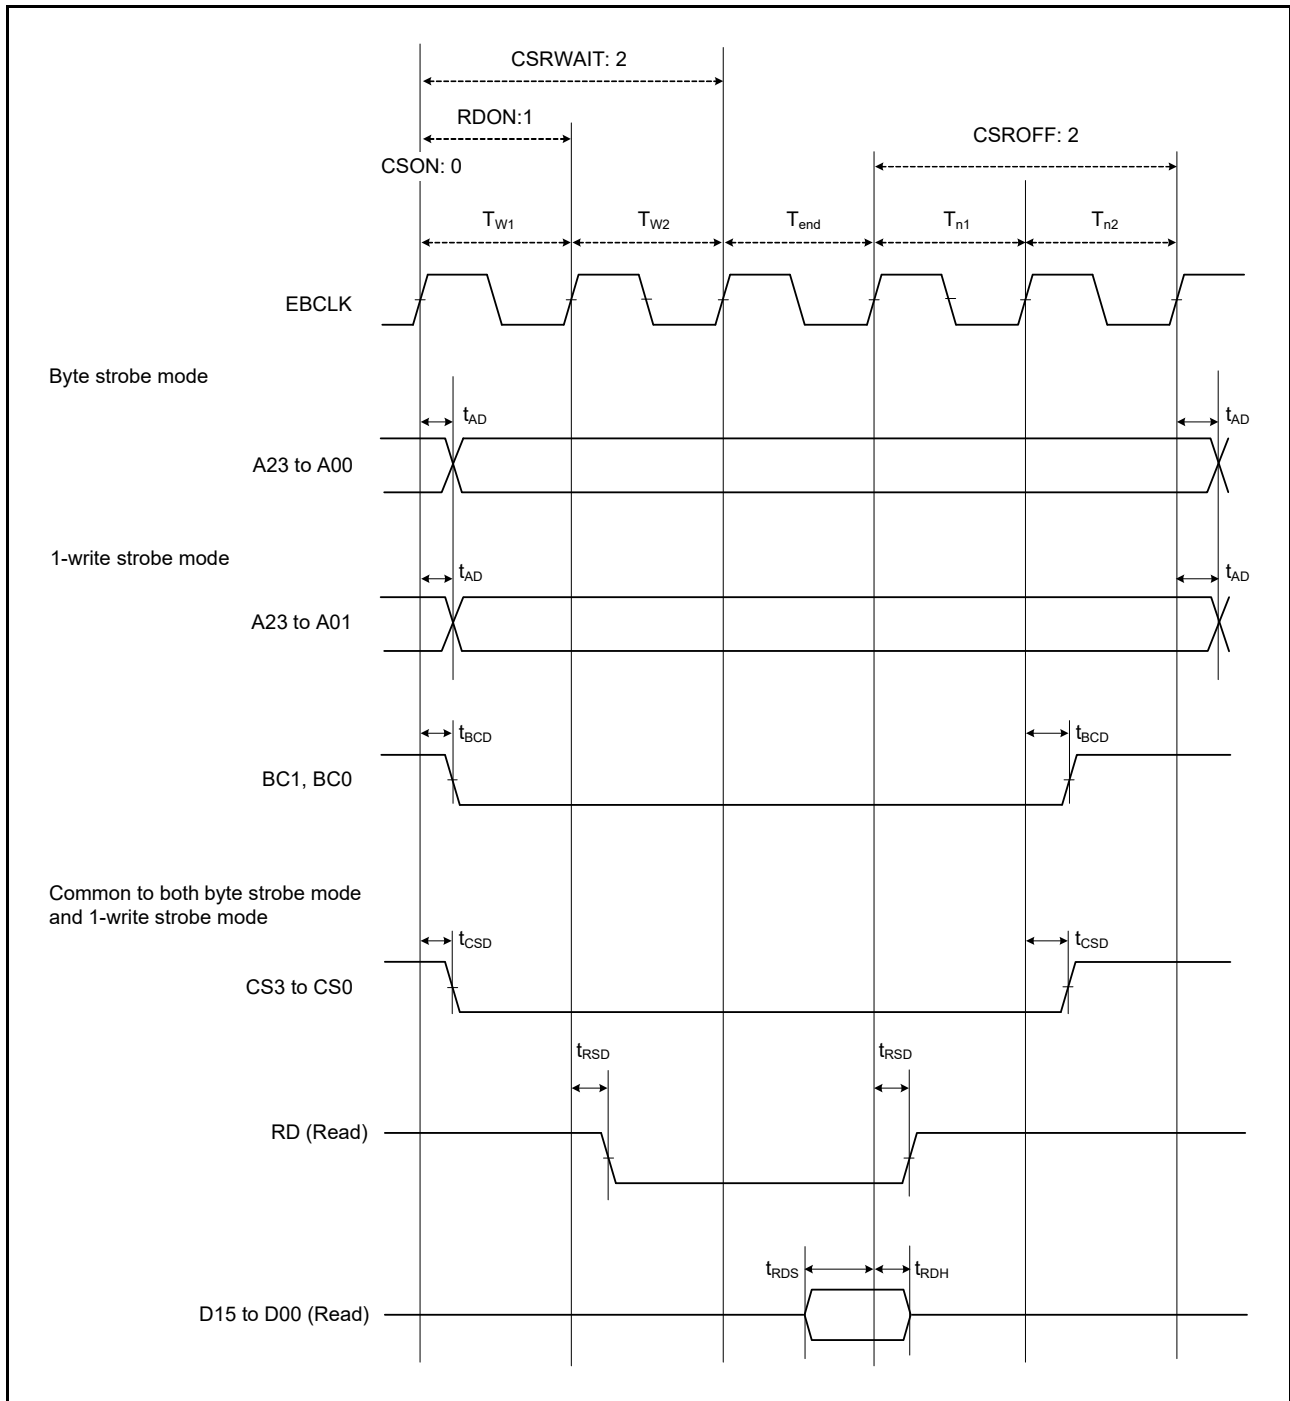 CSRWAIT: 2
RDON:1
CSROFF: 2
CSON: 0
TW1
TW2
Tend
Tn1
Tn2
EBCLK
Byte strobe mode
tAD
tAD
A23 to A00
1-write strobe mode
tAD
tAD
A23 to A01
tBCD
tBCD
BC1, BC0
Common to both byte strobe mode
and 1-write strobe mode
tCSD
tCSD
CS3 to CS0
tRSD
tRSD
RD (Read)
tRDS
tRDH
D15 to D00 (Read)